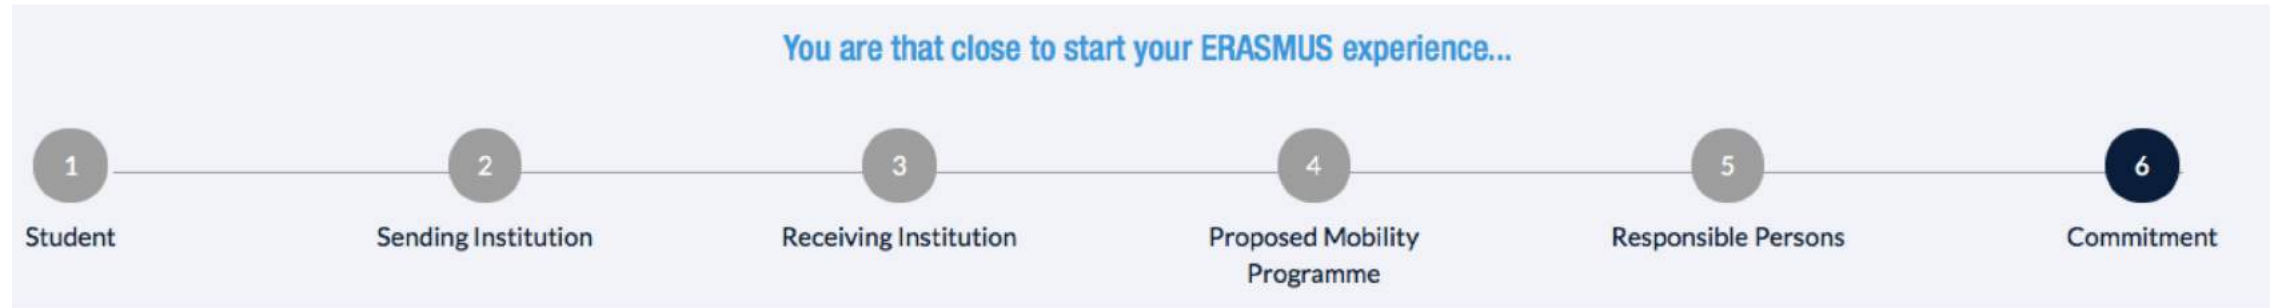 You are that close to start your ERASMUS experience...
1
2
3
4
5
6
Student
Sending Institution
Receiving Institution
Proposed Mobility
Programme
Responsible Persons
Commitment